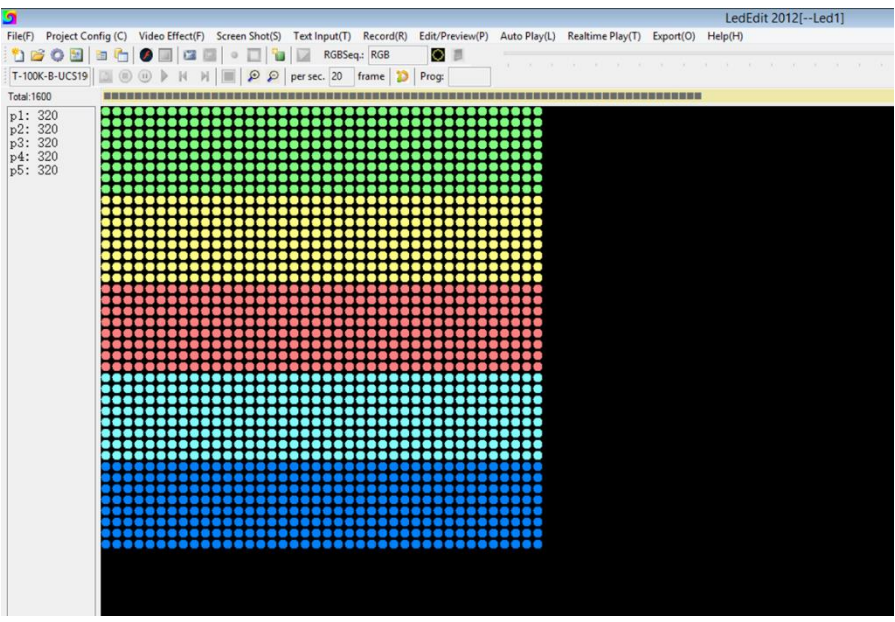 LedEdit 2012[--Led1]
File(F) Project Config (C) Video Effect(F) Screen Shot(S) Text Input(T) Record(R) Edit/Preview(P) Auto Play(L) Realtime Play(T) Export(O) Help(H)
RGBSeq.: RGB
T-100K-B-UCS19 per sec. 20 frame Prog:
Total:1600
p1: 320
p2: 320
p3: 320
p4: 320
p5: 320